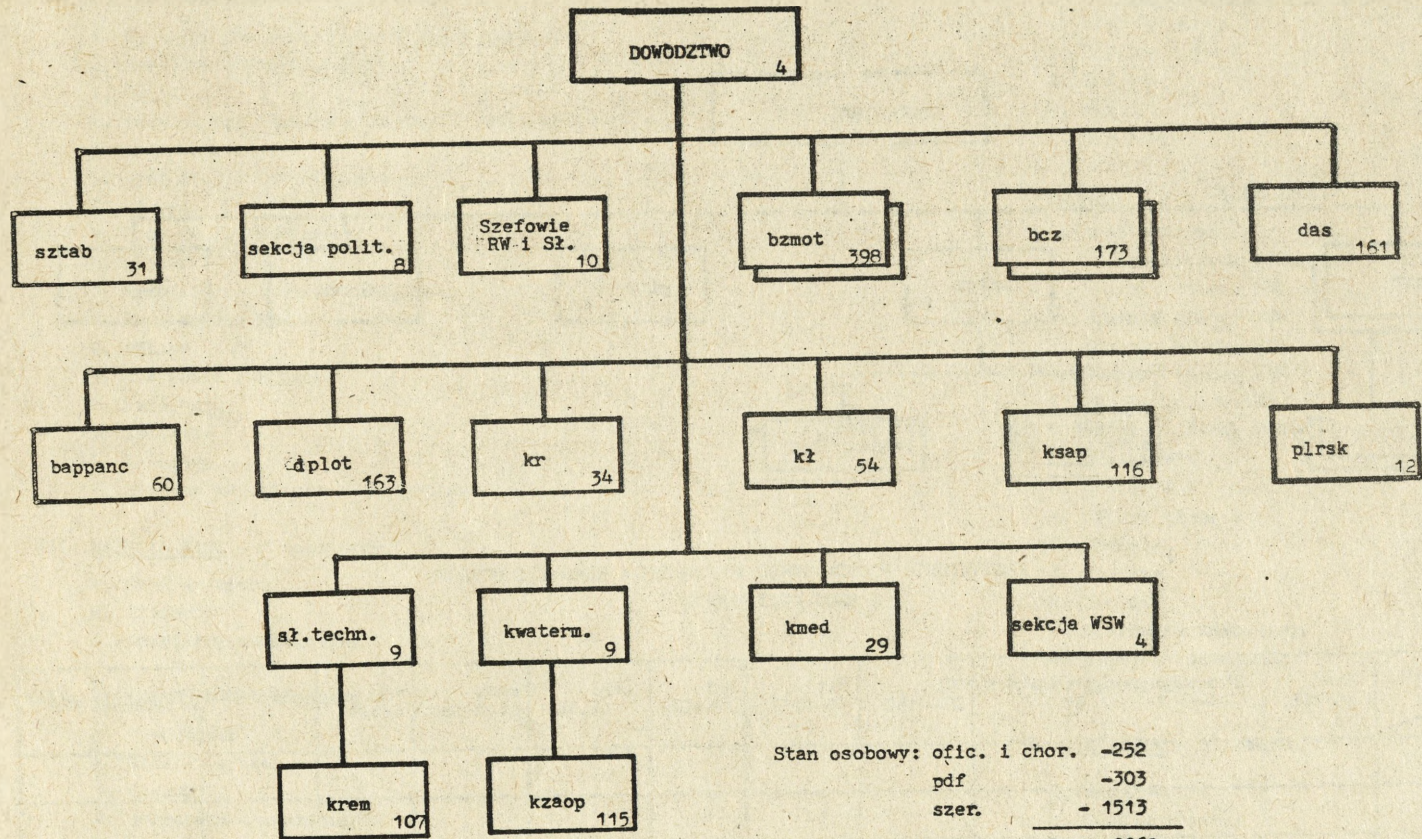 DOWÓDZTWO
4
sztab
31
sekcja polit.
8
Szefowie
RW i Sł.
10
bzmot
398
bcz
173
das
161
bappanc
60
dplot
163
kr
34
kł
54
ksap
116
plrsk
12
sł.techn.
9
kwaterm.
9
kmed
29
sekcja WSW
4
krem
107
kzaop
115
Stan osobowy: ofic. i chor. -252
pdf -303
szer. - 1513